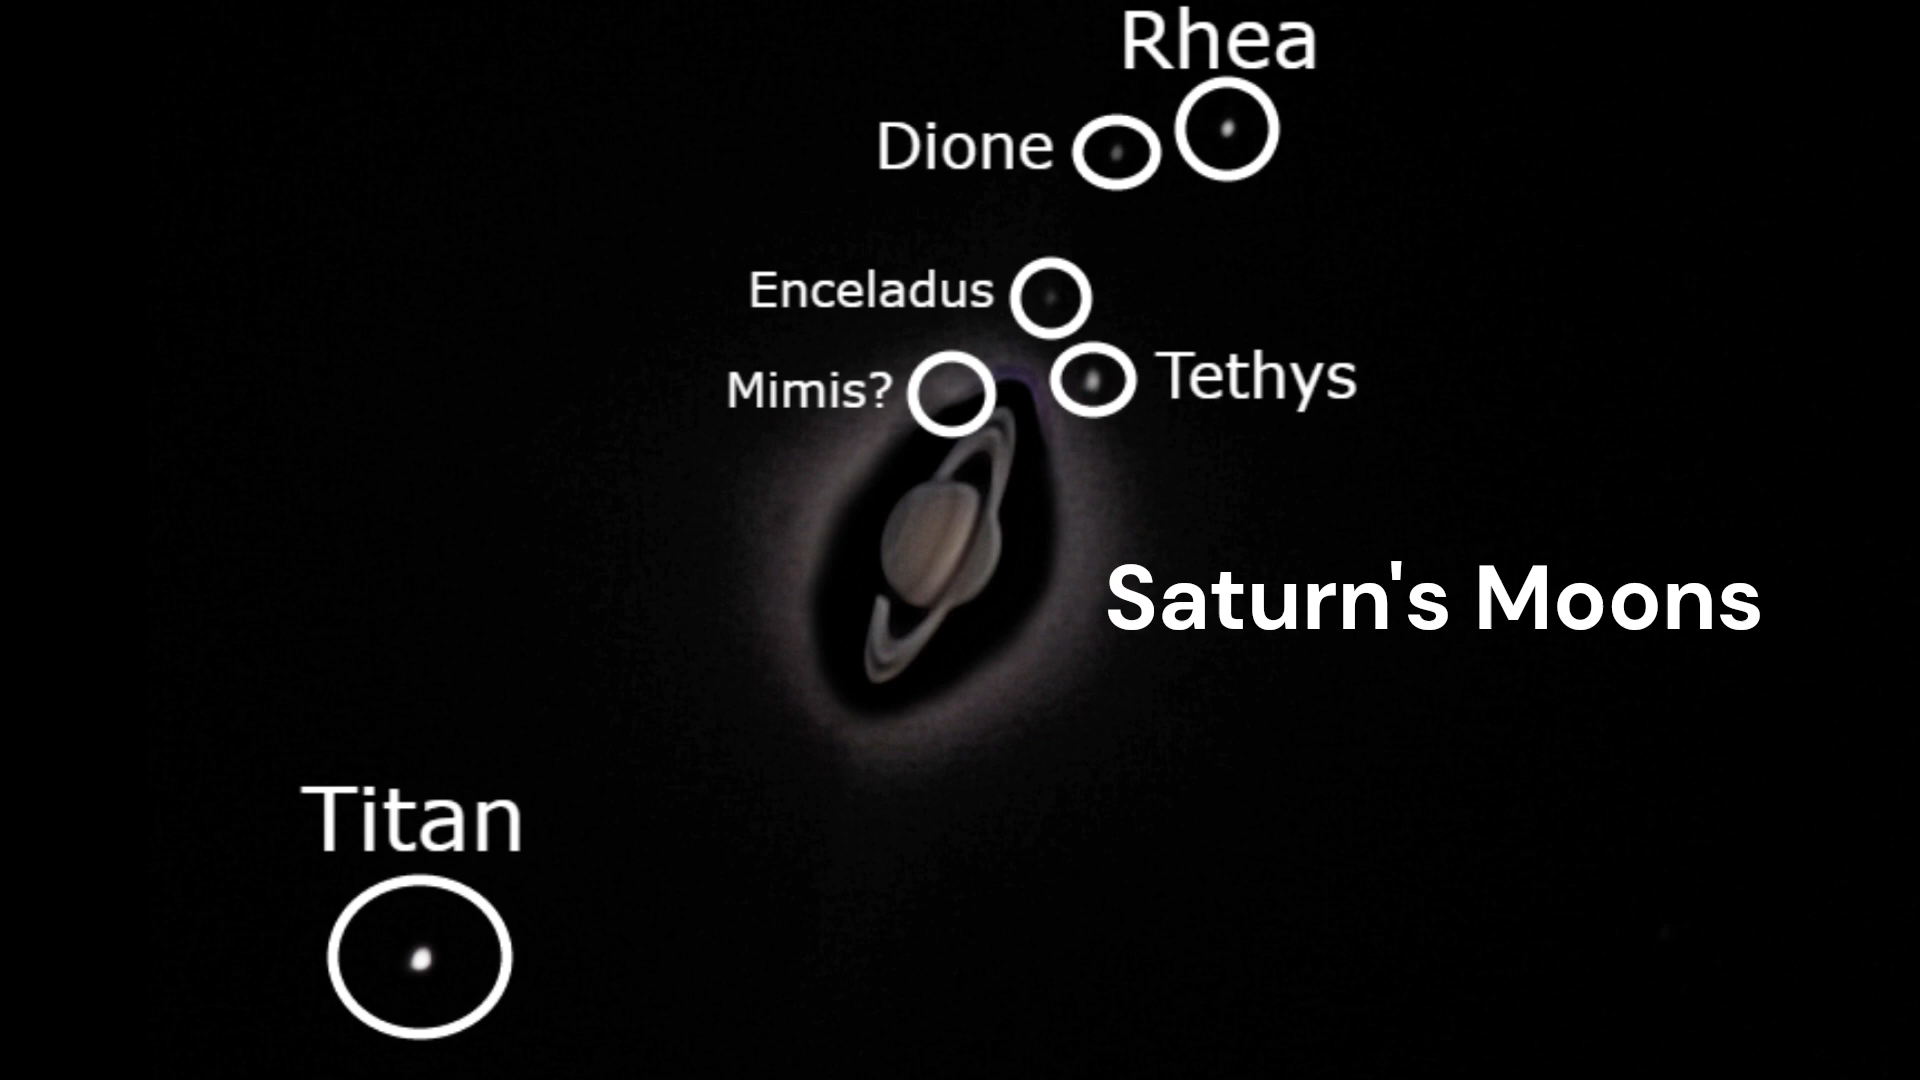 Rhea
Dione
Enceladus
Mimis?
Tethys
Saturn's Moons
Titan